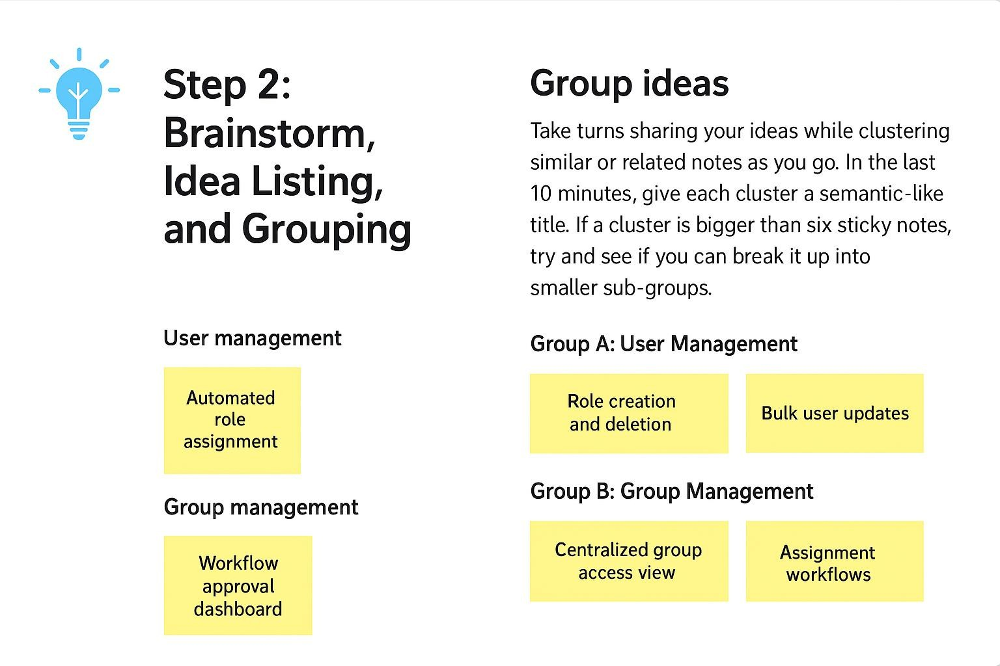 Step 2:
Brainstorm,
Idea Listing,
and Grouping
User management
Automated
role
assignment
Group management
Workflow
approval
dashboard
Group ideas
Take turns sharing your ideas while clustering
similar or related notes as you go. In the last
10 minutes, give each cluster a semantic-like
title. If a cluster is bigger than six sticky notes,
try and see if you can break it up into
smaller sub-groups.
Group A: User Management
Role creation
and deletion
Bulk user updates
Group B: Group Management
Centralized group
access view
Assignment
workflows